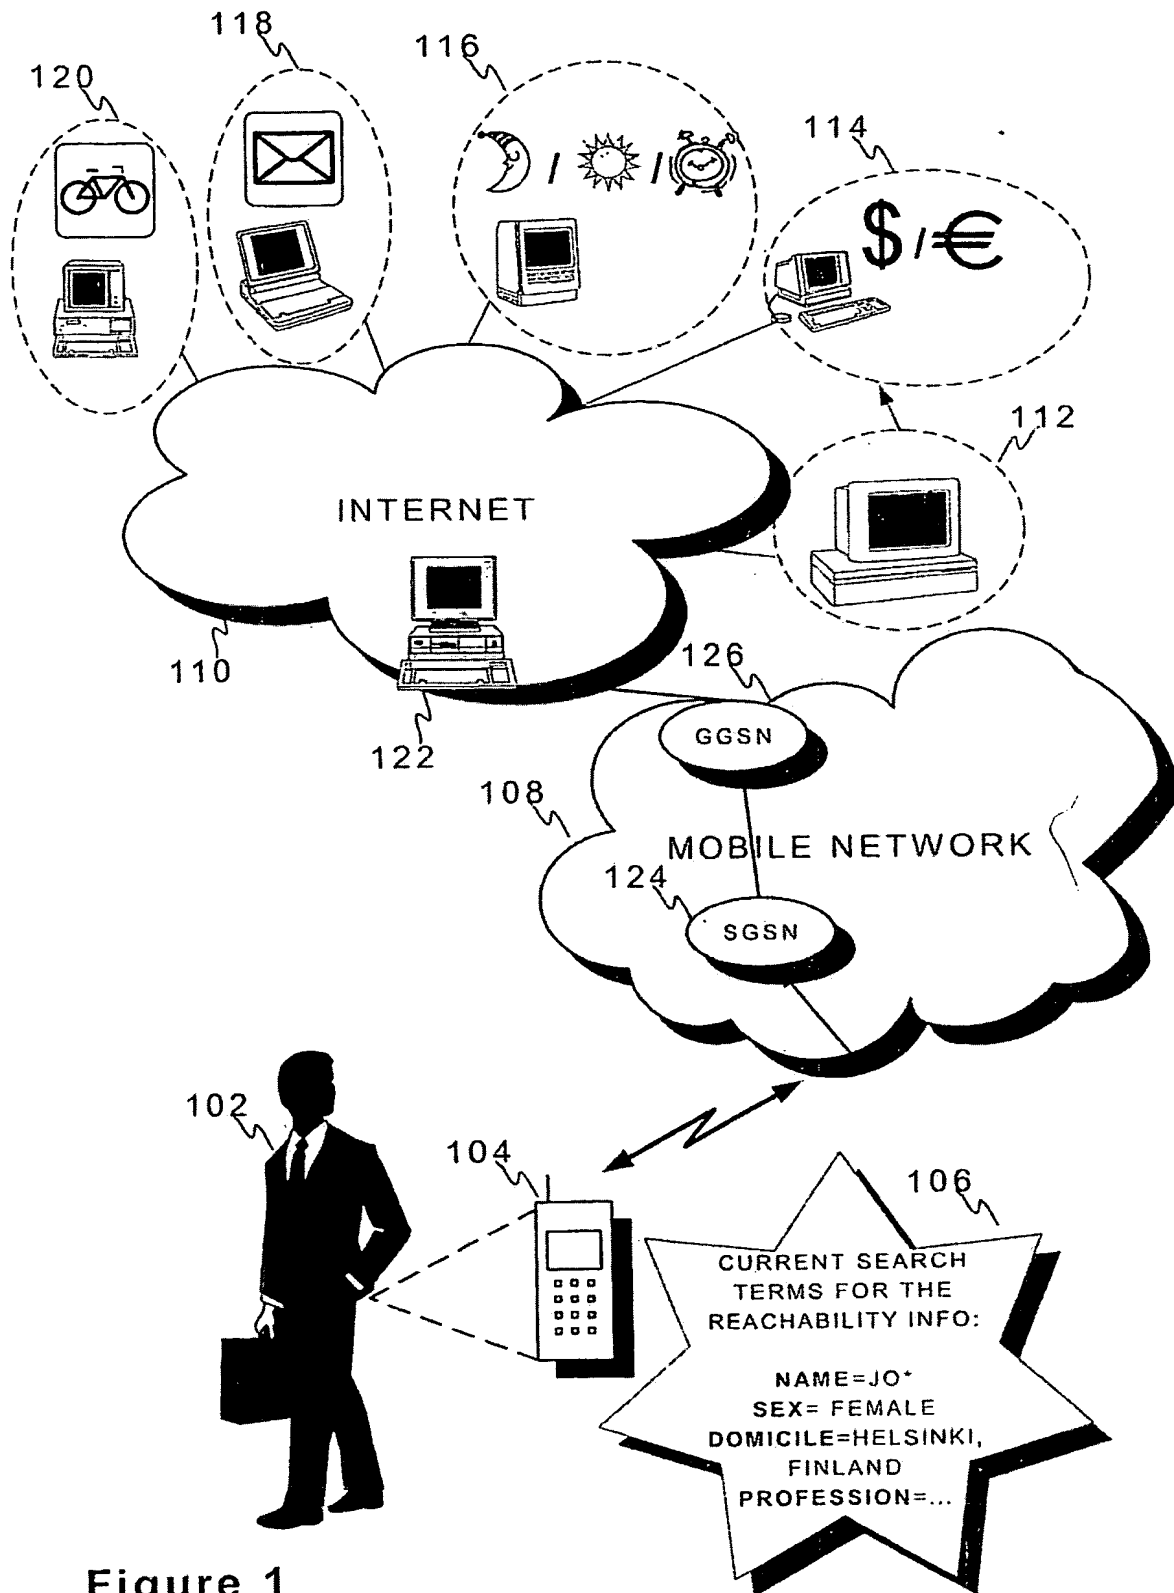 118
116
120
114
$/€
112
INTERNET
110
126
GGSN
122
108
MOBILE NETWORK
124
SGSN
102
104
106
CURRENT SEARCH
TERMS FOR THE
REACHABILITY INFO:
NAME=JO*
SEX= FEMALE
DOMICILE=HELSINKI,
FINLAND
PROFESSION=...
Figure 1